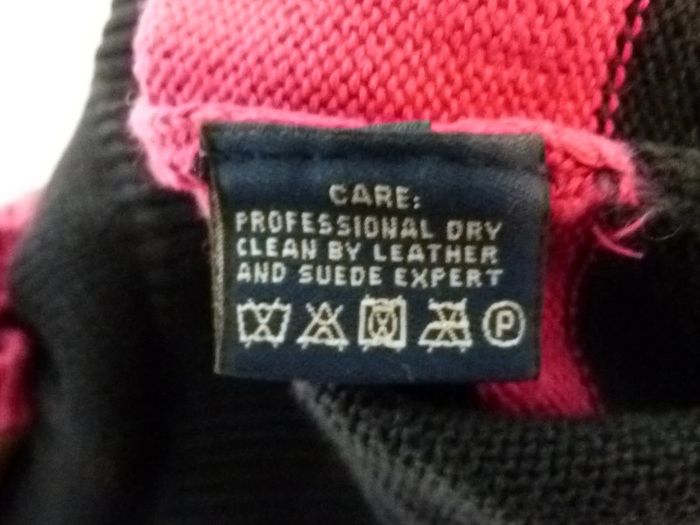 CARE:
PROFESSIONAL DRY
CLEAN BY LEATHER
AND SUEDE EXPERT
P